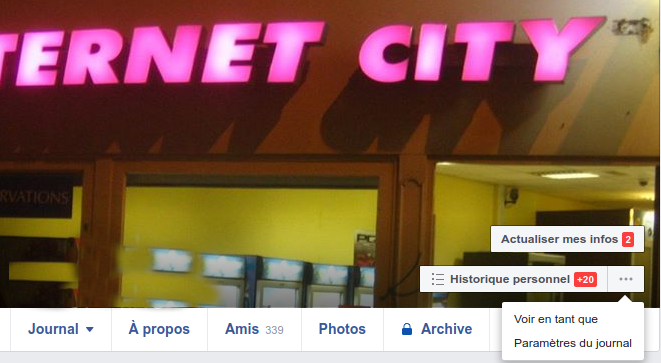 TERNET CITY
RVATIONS
PC
Actualiser mes infos 2
Historique personnel +20 ...
Voir en tant que
Paramètres du journal
Journal
À propos
Amis 339
Photos
Archive